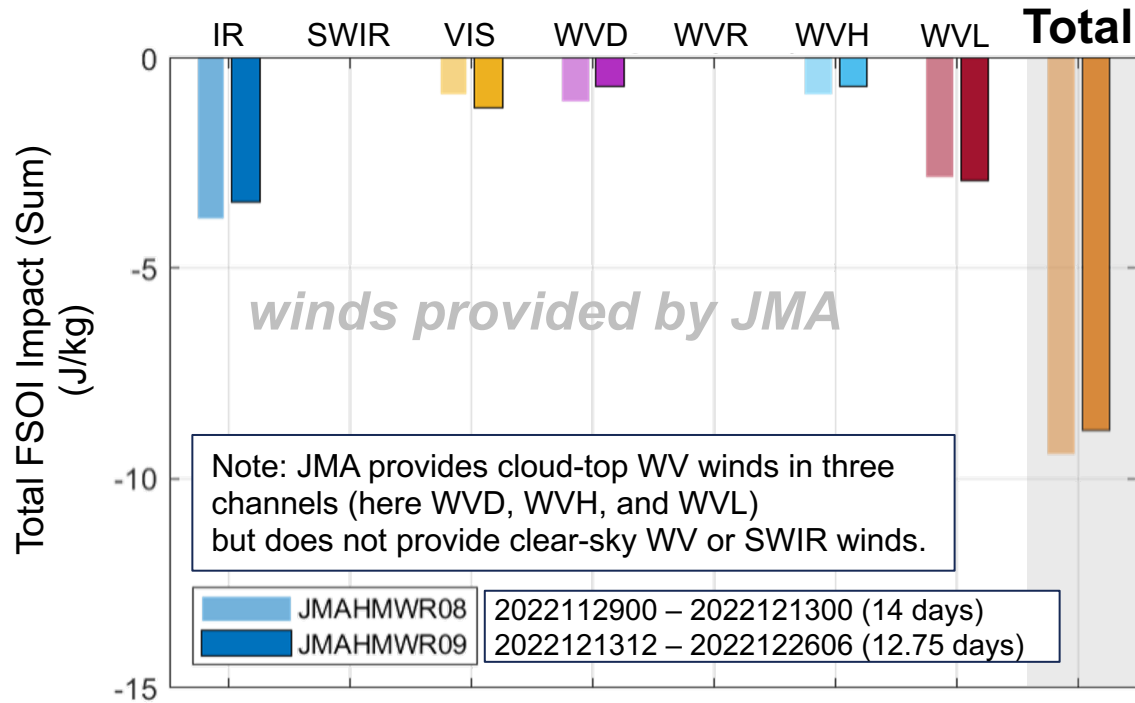 IR SWIR VIS WVD WVR WVH WVL Total
0
-5
-10
-15
Total FSOI Impact (Sum)
(J/kg)
winds provided by JMA
Note: JMA provides cloud-top WV winds in three
channels (here WVD, WVH, and WVL)
but does not provide clear-sky WV or SWIR winds.
JMAHMWR08
JMAHMWR09
2022112900 – 2022121300 (14 days)
2022121312 – 2022122606 (12.75 days)